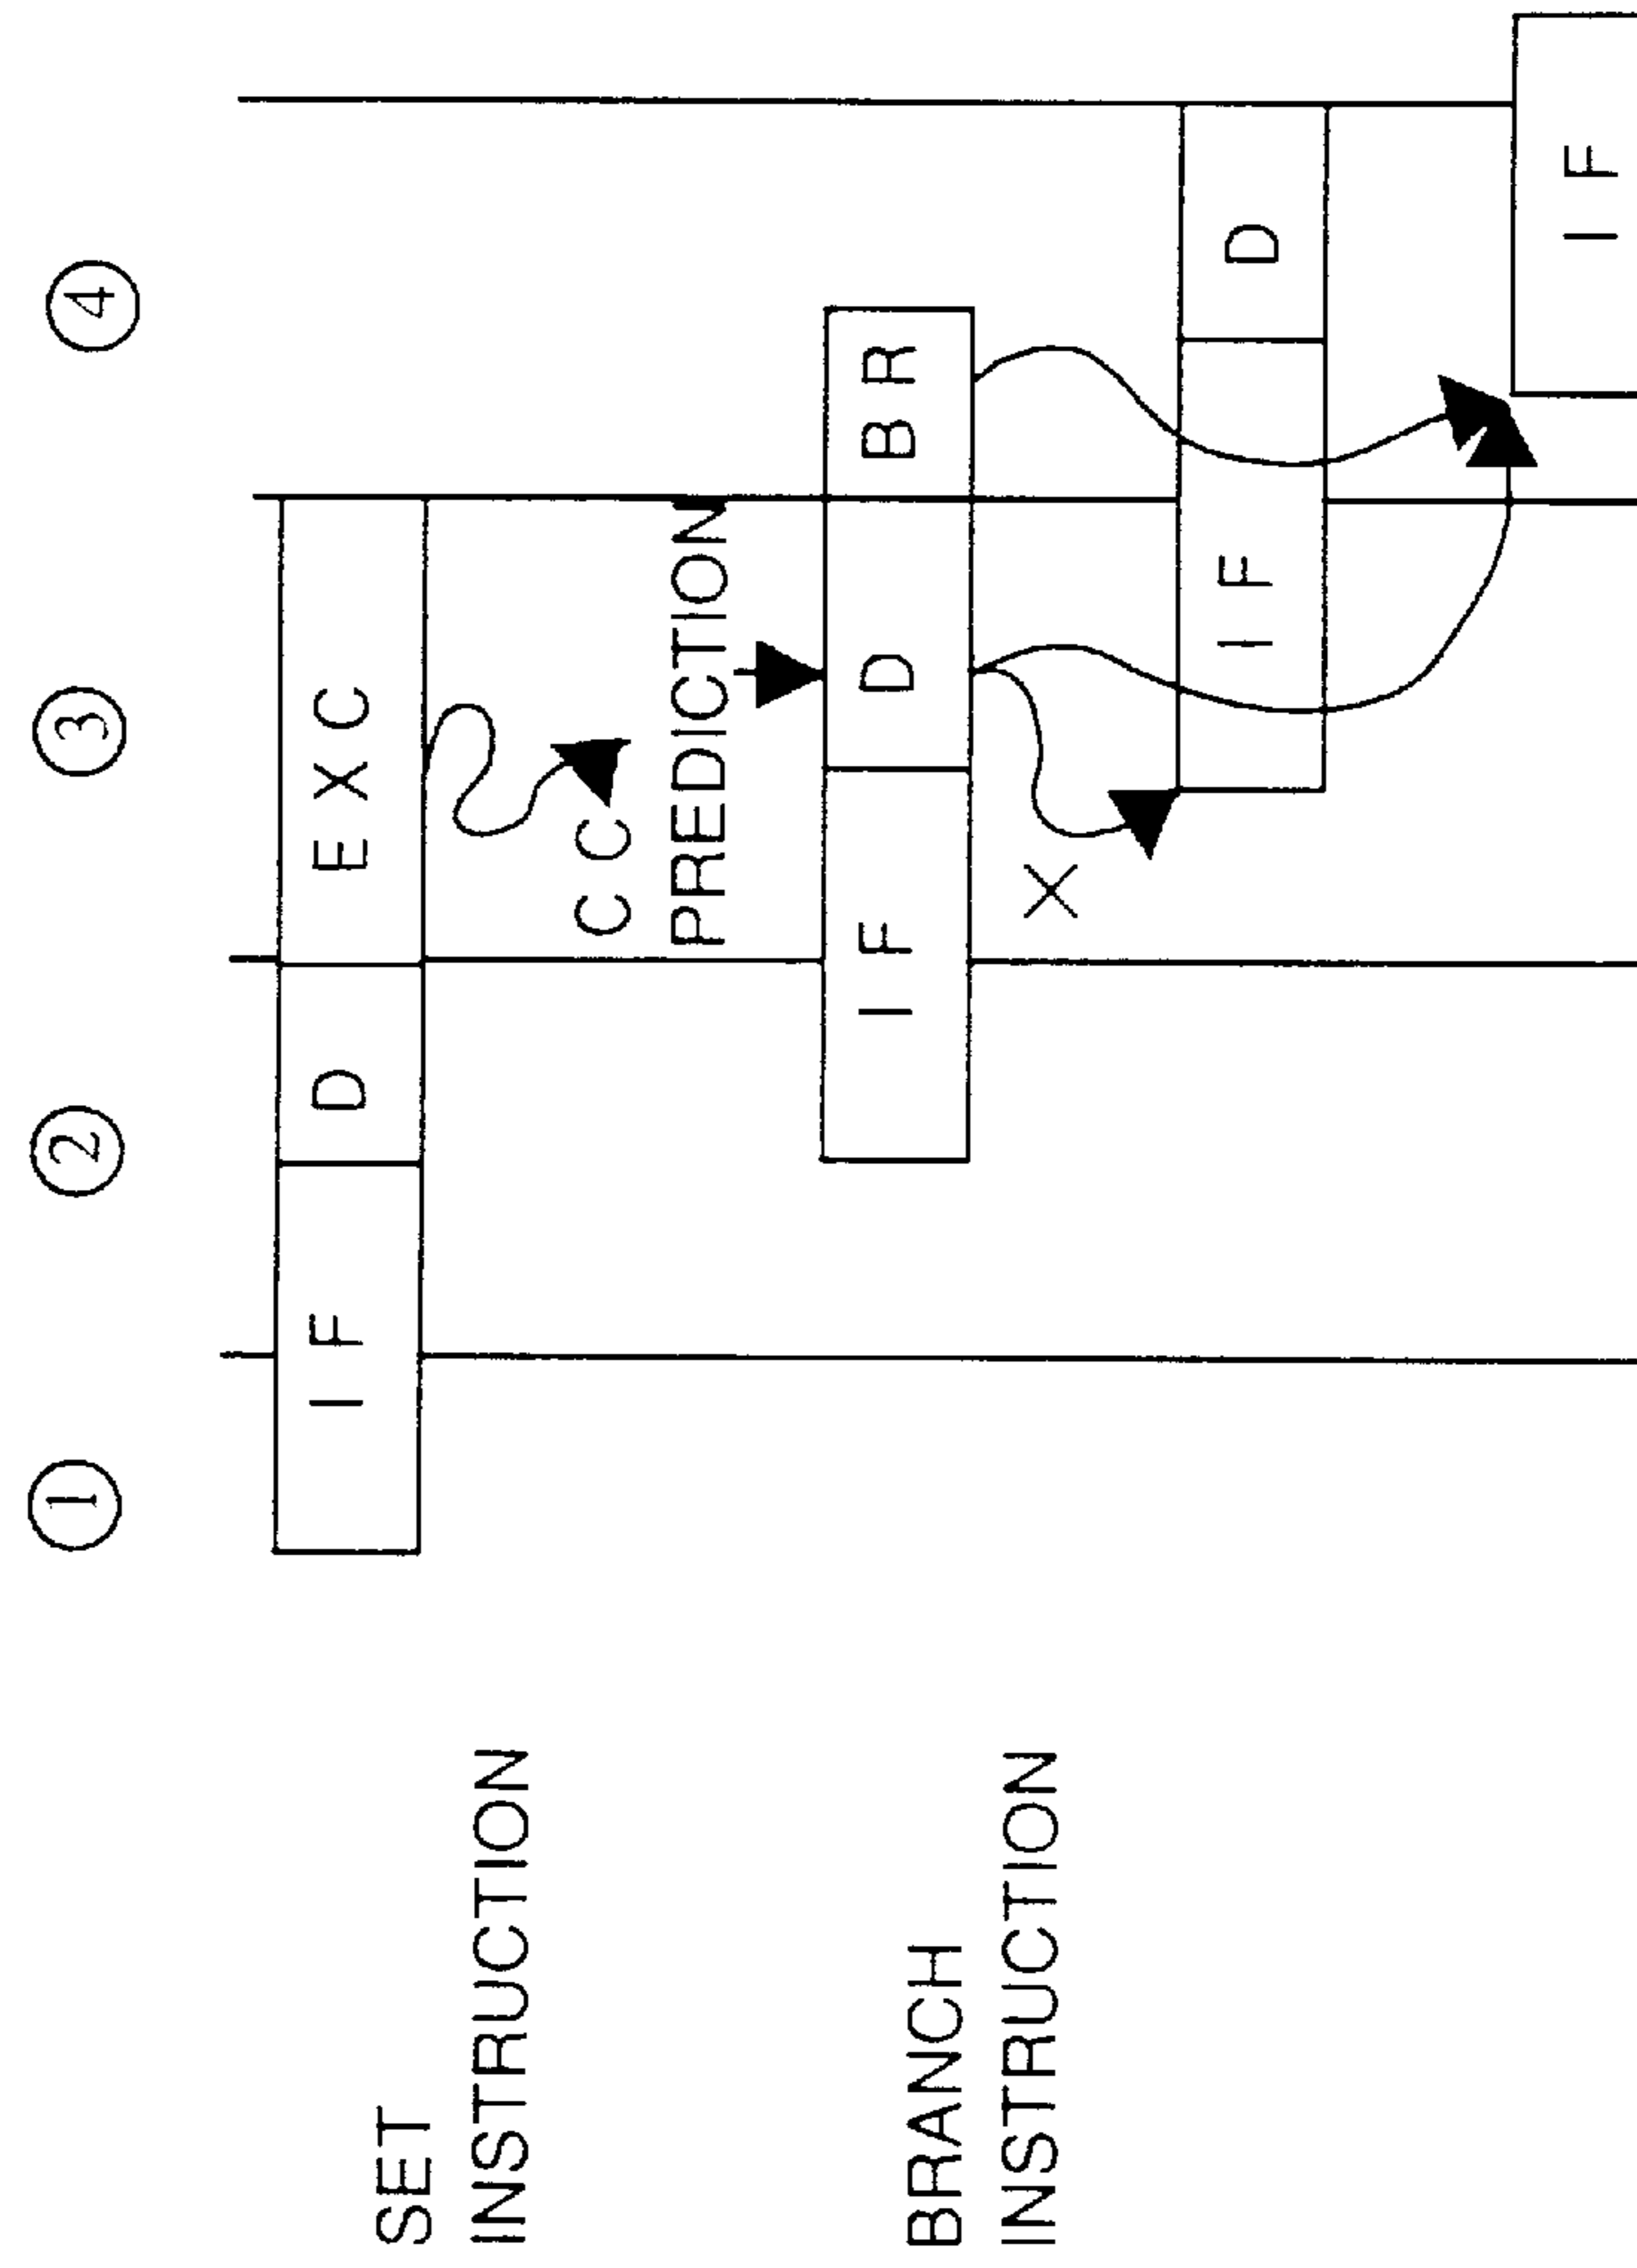 ① ② ③ ④
SET
INSTRUCTION
IF D EXC
CC
PREDICTION
BRANCH
INSTRUCTION
IF D BR
X
IF D
IF